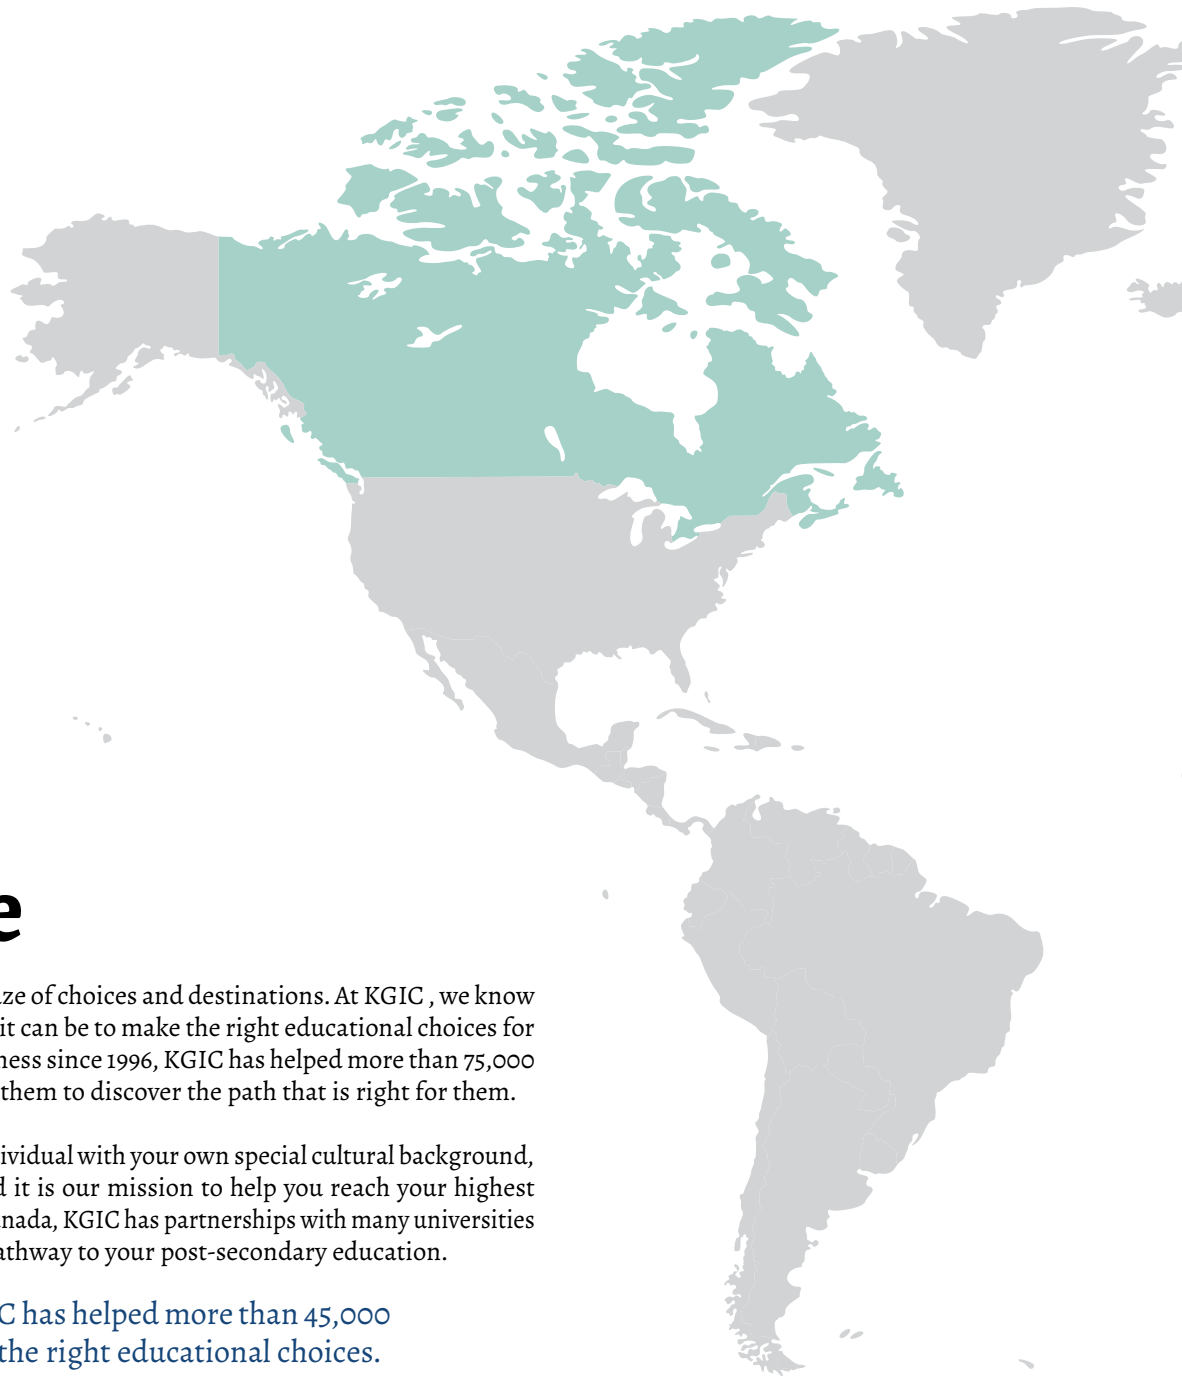 e
ze of choices and destinations. At KGIC , we know
it can be to make the right educational choices for
ness since 1996, KGIC has helped more than 75,000
them to discover the path that is right for them.
ividual with your own special cultural background,
d it is our mission to help you reach your highest
nada, KGIC has partnerships with many universities
athway to your post-secondary education.
C has helped more than 45,000
the right educational choices.